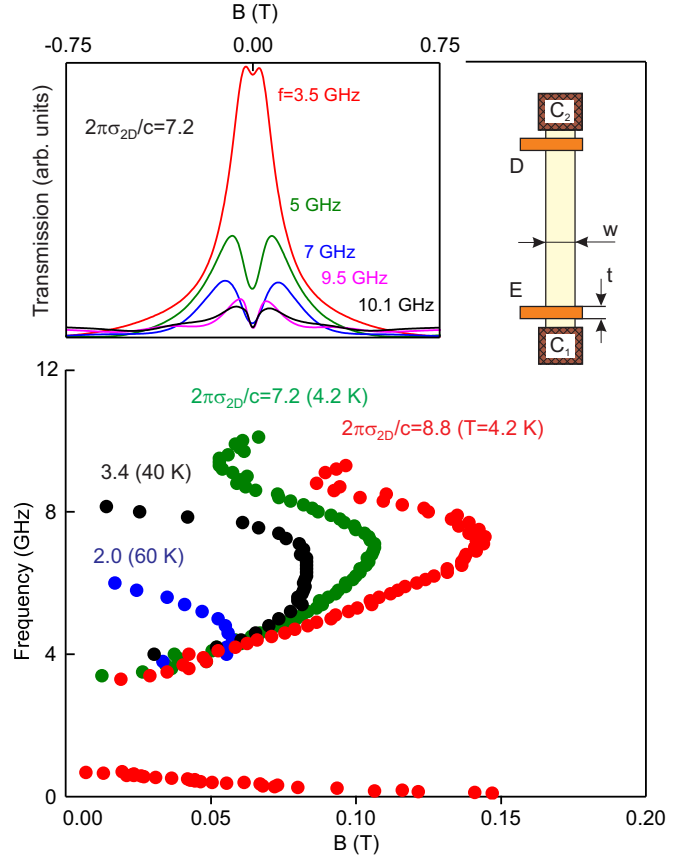 B (T)
-0.75 0.00 0.75
Transmission (arb. units)
2πσ2D/c=7.2
f=3.5 GHz
5 GHz
7 GHz
9.5 GHz
10.1 GHz
C2
D
w
E
t
C1
Frequency (GHz)
12
8
4
0
2πσ2D/c=7.2 (4.2 K)
2πσ2D/c=8.8 (T=4.2 K)
3.4 (40 K)
2.0 (60 K)
0.00 0.05 0.10 0.15 0.20
B (T)